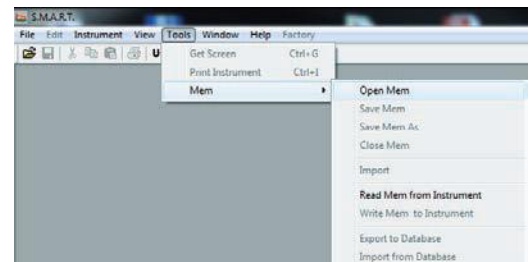 S.M.A.R.T.
File Edit Instrument View Tools Window Help Factory
Get Screen Ctrl+G
Print Instrument Ctrl+I
Mem
Open Mem
Save Mem
Save Mem As
Close Mem
Import
Read Mem from Instrument
Write Mem to Instrument
Export to Database
Import from Database